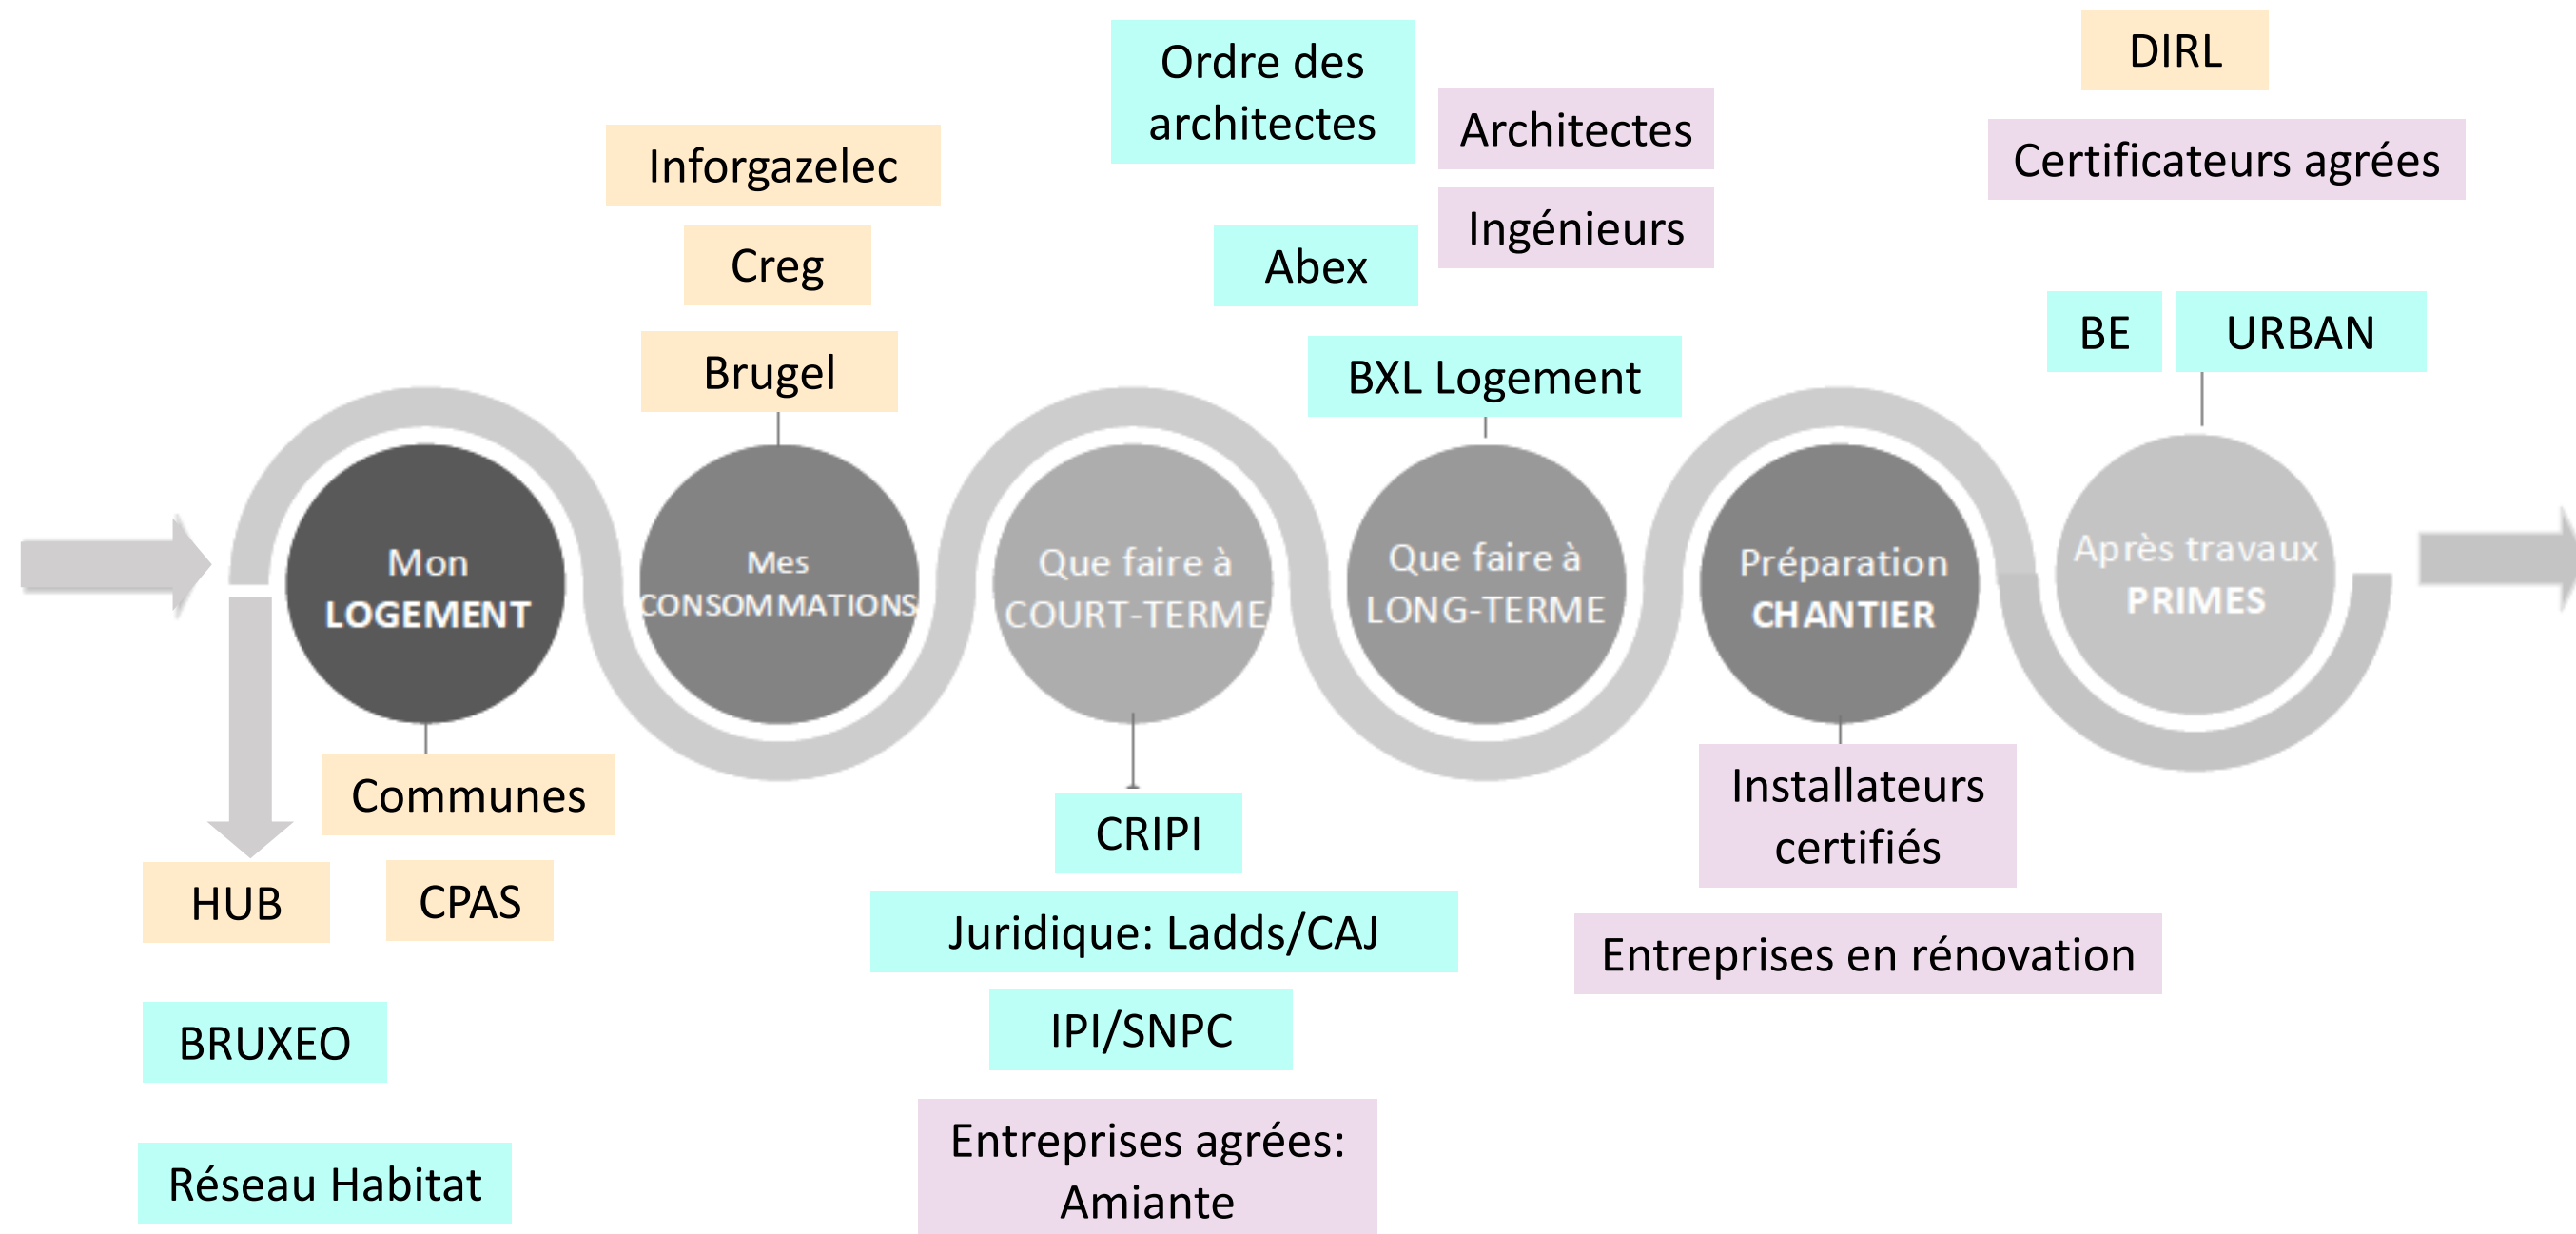 Ordre des
architectes
DIRL
Architectes
Certificateurs agrées
Inforgazelec
Ingénieurs
Creg
Abex
BE
URBAN
Brugel
BXL Logement
Mon
LOGEMENT
Mes
CONSOMMATIONS
Que faire à
COURT-TERME
Que faire à
LONG-TERME
Préparation
CHANTIER
Après travaux
PRIMES
Communes
HUB
CPAS
BRUXEO
Réseau Habitat
CRIPI
Juridique: Ladds/CAJ
IPI/SNPC
Entreprises agrées:
Amiante
Installateurs
certifiés
Entreprises en rénovation